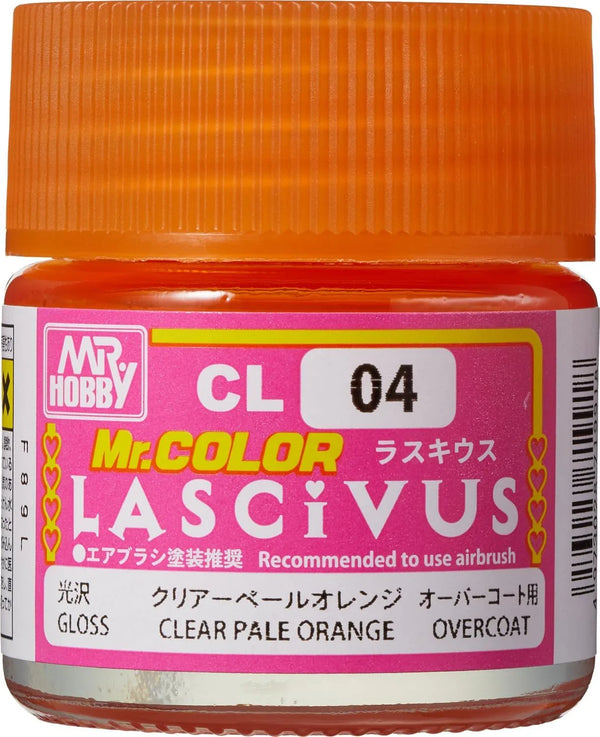 MR. HOBBY
CL 04
Mr.COLOR ラスキウス
LASCiVUS
●エアブラシ塗装推奨 Recommended to use airbrush
光沢 クリアーペールオレンジ オーバーコート用
GLOSS CLEAR PALE ORANGE OVERCOAT
F89L